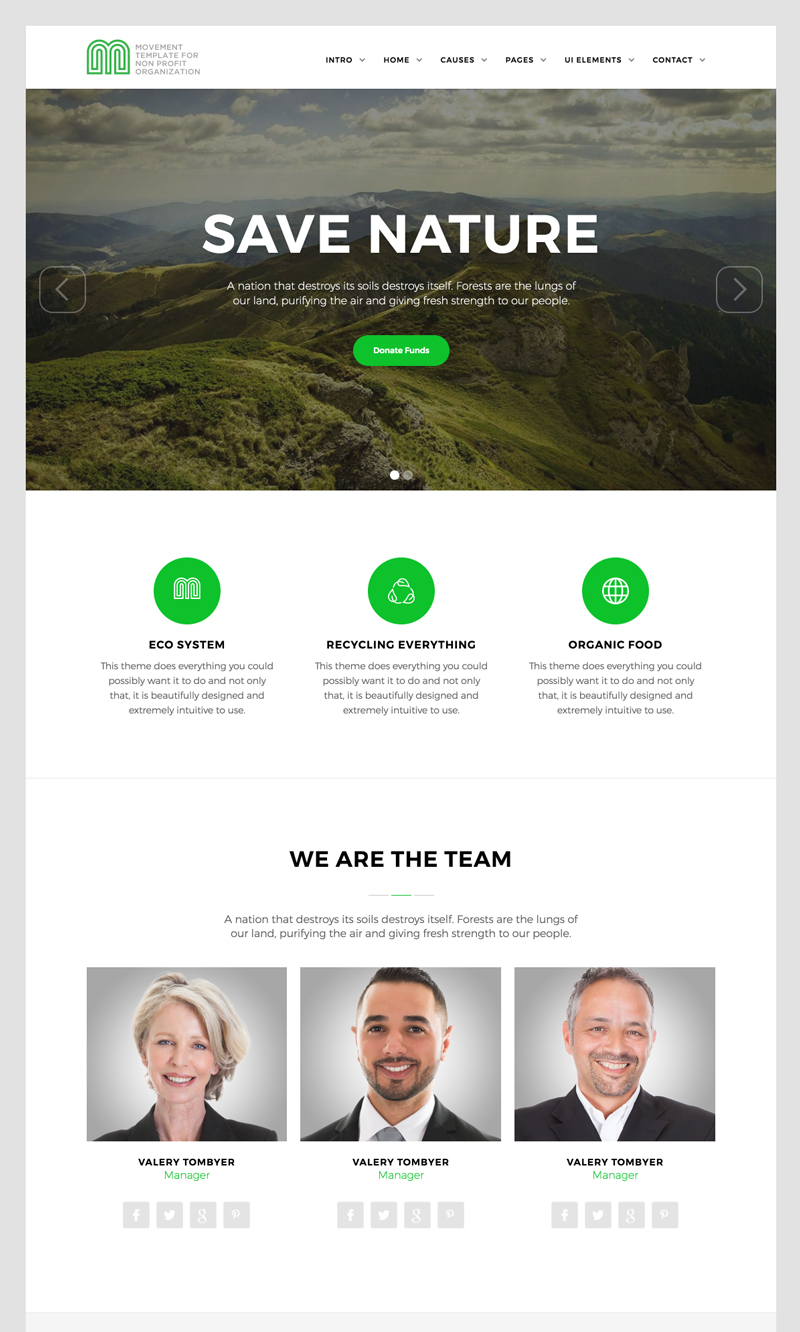 MOVEMENT
TEMPLATE FOR
NON PROFIT
ORGANIZATION
INTRO HOME CAUSES PAGES UI ELEMENTS CONTACT
SAVE NATURE
A nation that destroys its soils destroys itself. Forests are the lungs of
our land, purifying the air and giving fresh strength to our people.
Donate Funds
ECO SYSTEM
This theme does everything you could
possibly want it to do and not only
that, it is beautifully designed and
extremely intuitive to use.
RECYCLING EVERYTHING
This theme does everything you could
possibly want it to do and not only
that, it is beautifully designed and
extremely intuitive to use.
ORGANIC FOOD
This theme does everything you could
possibly want it to do and not only
that, it is beautifully designed and
extremely intuitive to use.
WE ARE THE TEAM
A nation that destroys its soils destroys itself. Forests are the lungs of
our land, purifying the air and giving fresh strength to our people.
VALERY TOMBYER
Manager
VALERY TOMBYER
Manager
VALERY TOMBYER
Manager